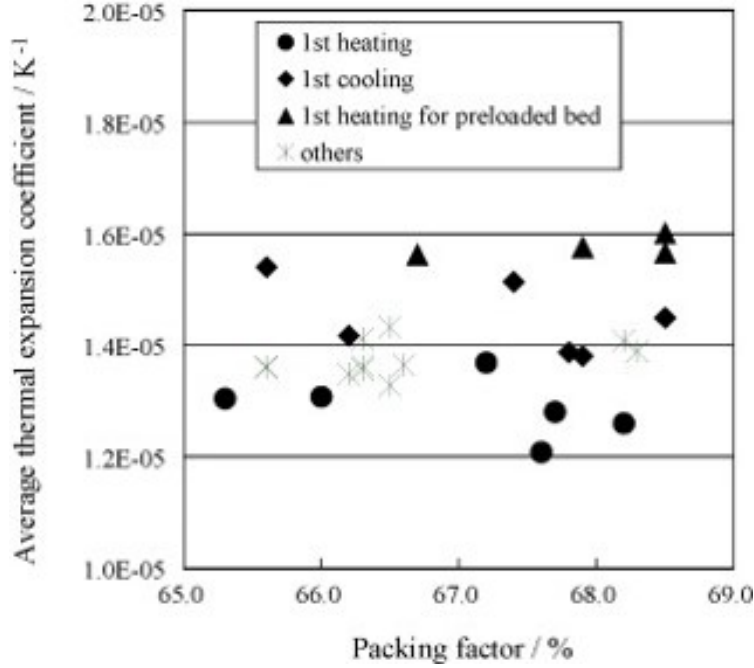 2.0E-05
1.8E-05
1.6E-05
1.4E-05
1.2E-05
1.0E-05
Average thermal expansion coefficient / K⁻¹
1st heating
1st cooling
1st heating for preloaded bed
others
65.0 66.0 67.0 68.0 69.0
Packing factor / %